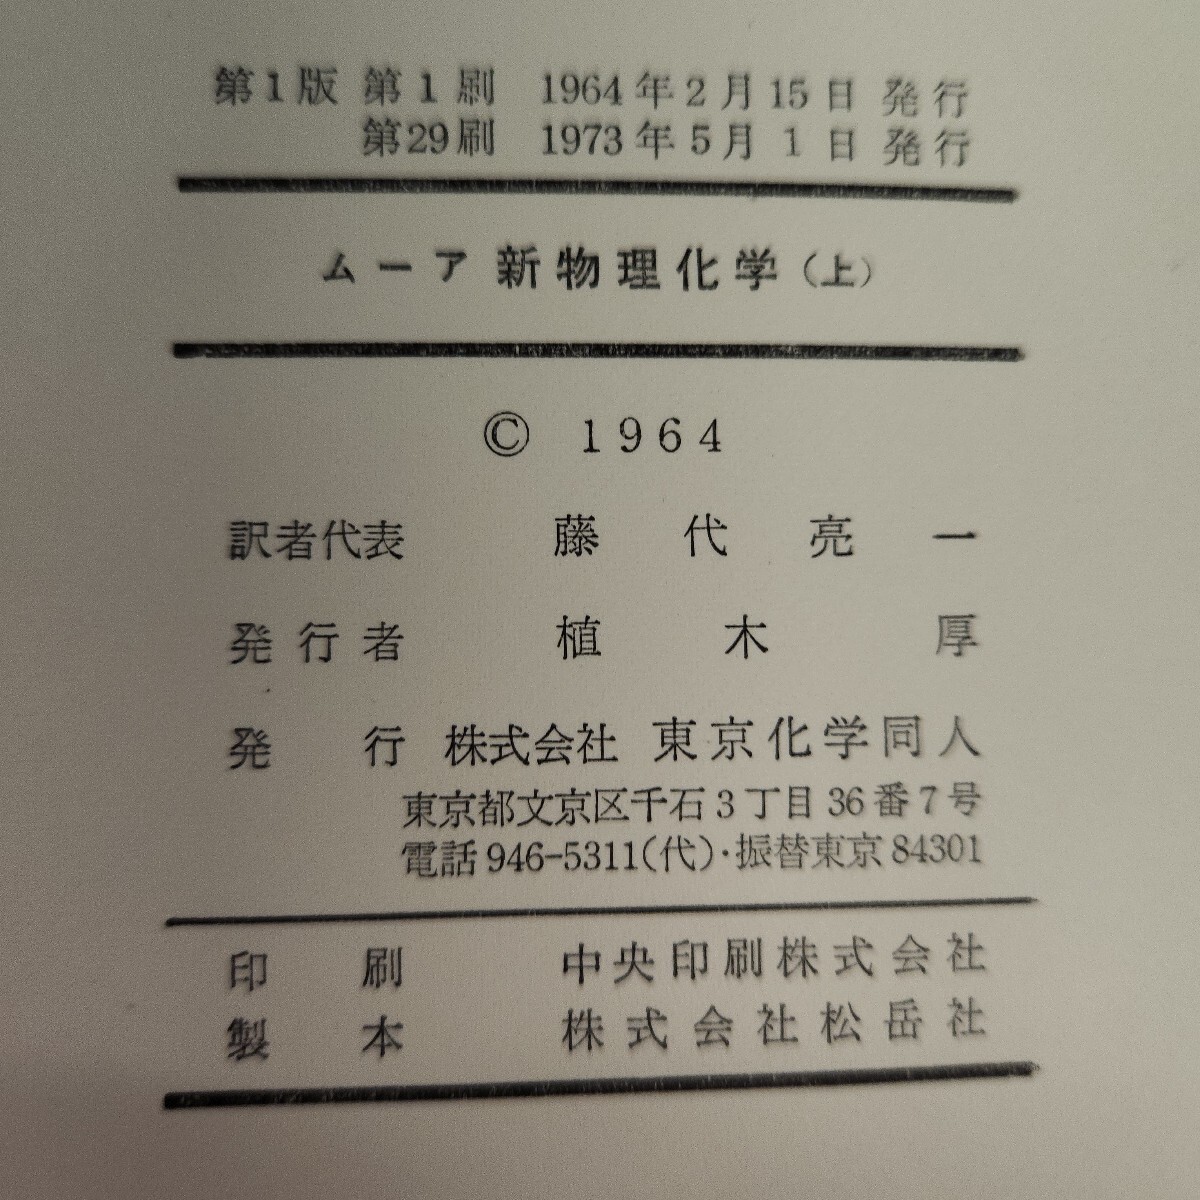 第1版 第1刷 1964年2月15日 発行
第29刷 1973年5月1日 発行
ムーア 新物理化学(上)
© 1964
訳者代表 藤代亮一
発行者 植木厚
発行 株式会社 東京化学同人
東京都文京区千石3丁目36番7号
電話 946-5311(代)・振替東京84301
印刷 中央印刷株式会社
製本 株式会社松岳社